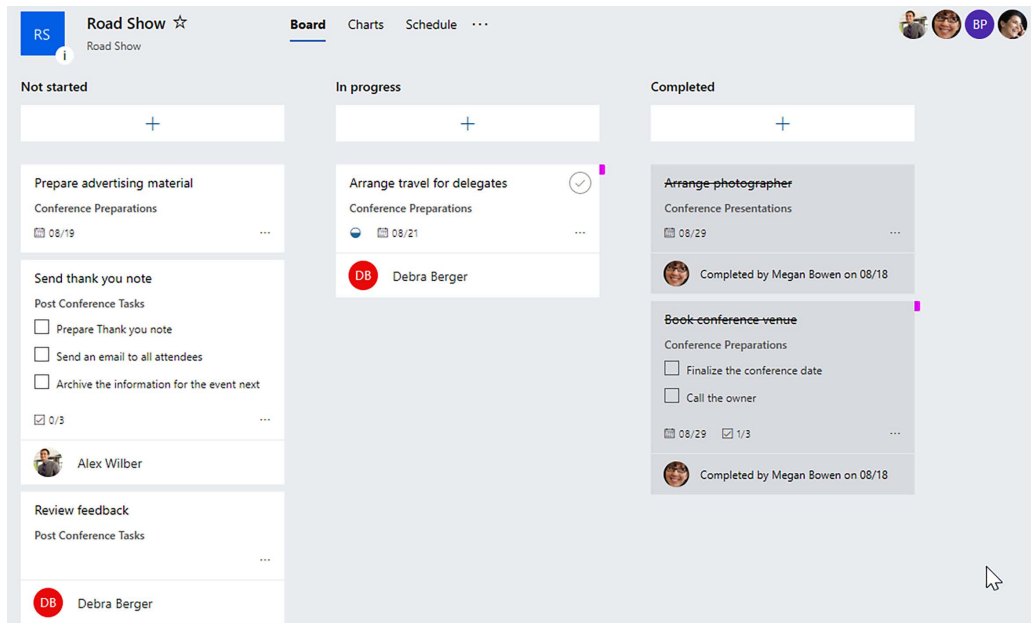 RS
Road Show
Road Show
i
Board Charts Schedule ...
BP
Not started
+
Prepare advertising material
Conference Preparations
08/19
...
Send thank you note
Post Conference Tasks
Prepare Thank you note
Send an email to all attendees
Archive the information for the event next
0/3
...
Alex Wilber
Review feedback
Post Conference Tasks
...
DB Debra Berger
In progress
+
Arrange travel for delegates
Conference Preparations
08/21
...
DB Debra Berger
Completed
+
Arrange photographer
Conference Presentations
08/29
...
Completed by Megan Bowen on 08/18
Book conference venue
Conference Preparations
Finalize the conference date
Call the owner
08/29 1/3
...
Completed by Megan Bowen on 08/18